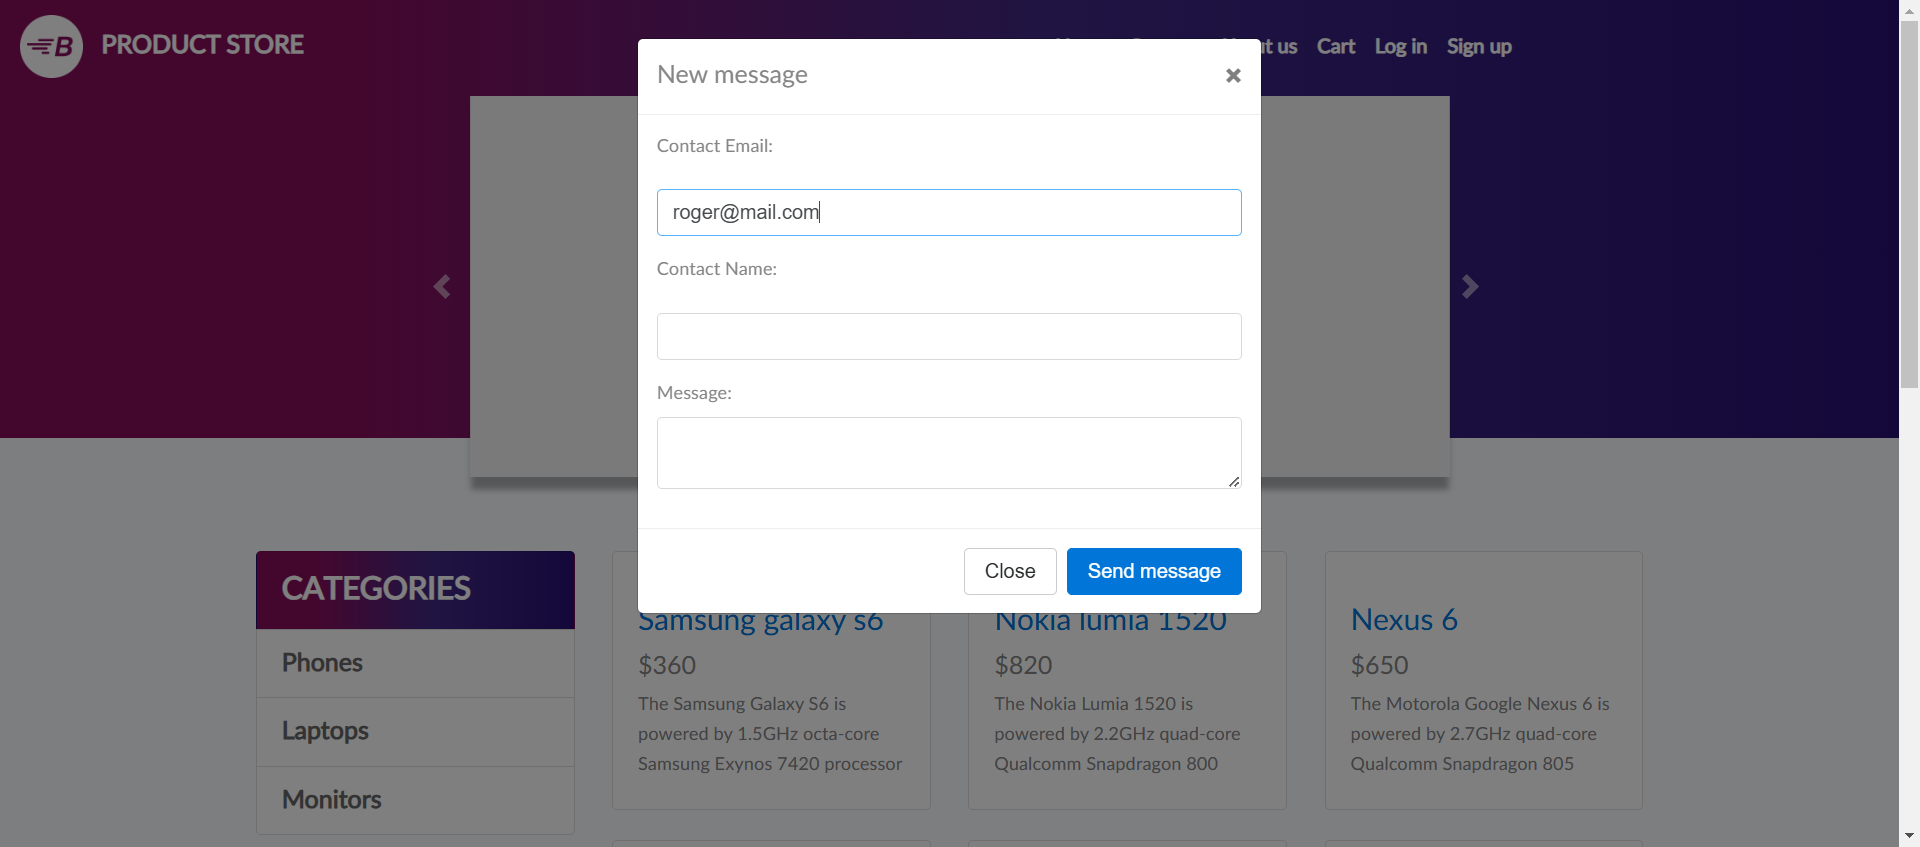 B PRODUCT STORE
t us Cart Log in Sign up
New message
Contact Email:
roger@mail.com
Contact Name:
Message:
Close Send message
CATEGORIES
Phones
Laptops
Monitors
Samsung galaxy s6
$360
The Samsung Galaxy S6 is
powered by 1.5GHz octa-core
Samsung Exynos 7420 processor
Nokia lumia 1520
$820
The Nokia Lumia 1520 is
powered by 2.2GHz quad-core
Qualcomm Snapdragon 800
Nexus 6
$650
The Motorola Google Nexus 6 is
powered by 2.7GHz quad-core
Qualcomm Snapdragon 805